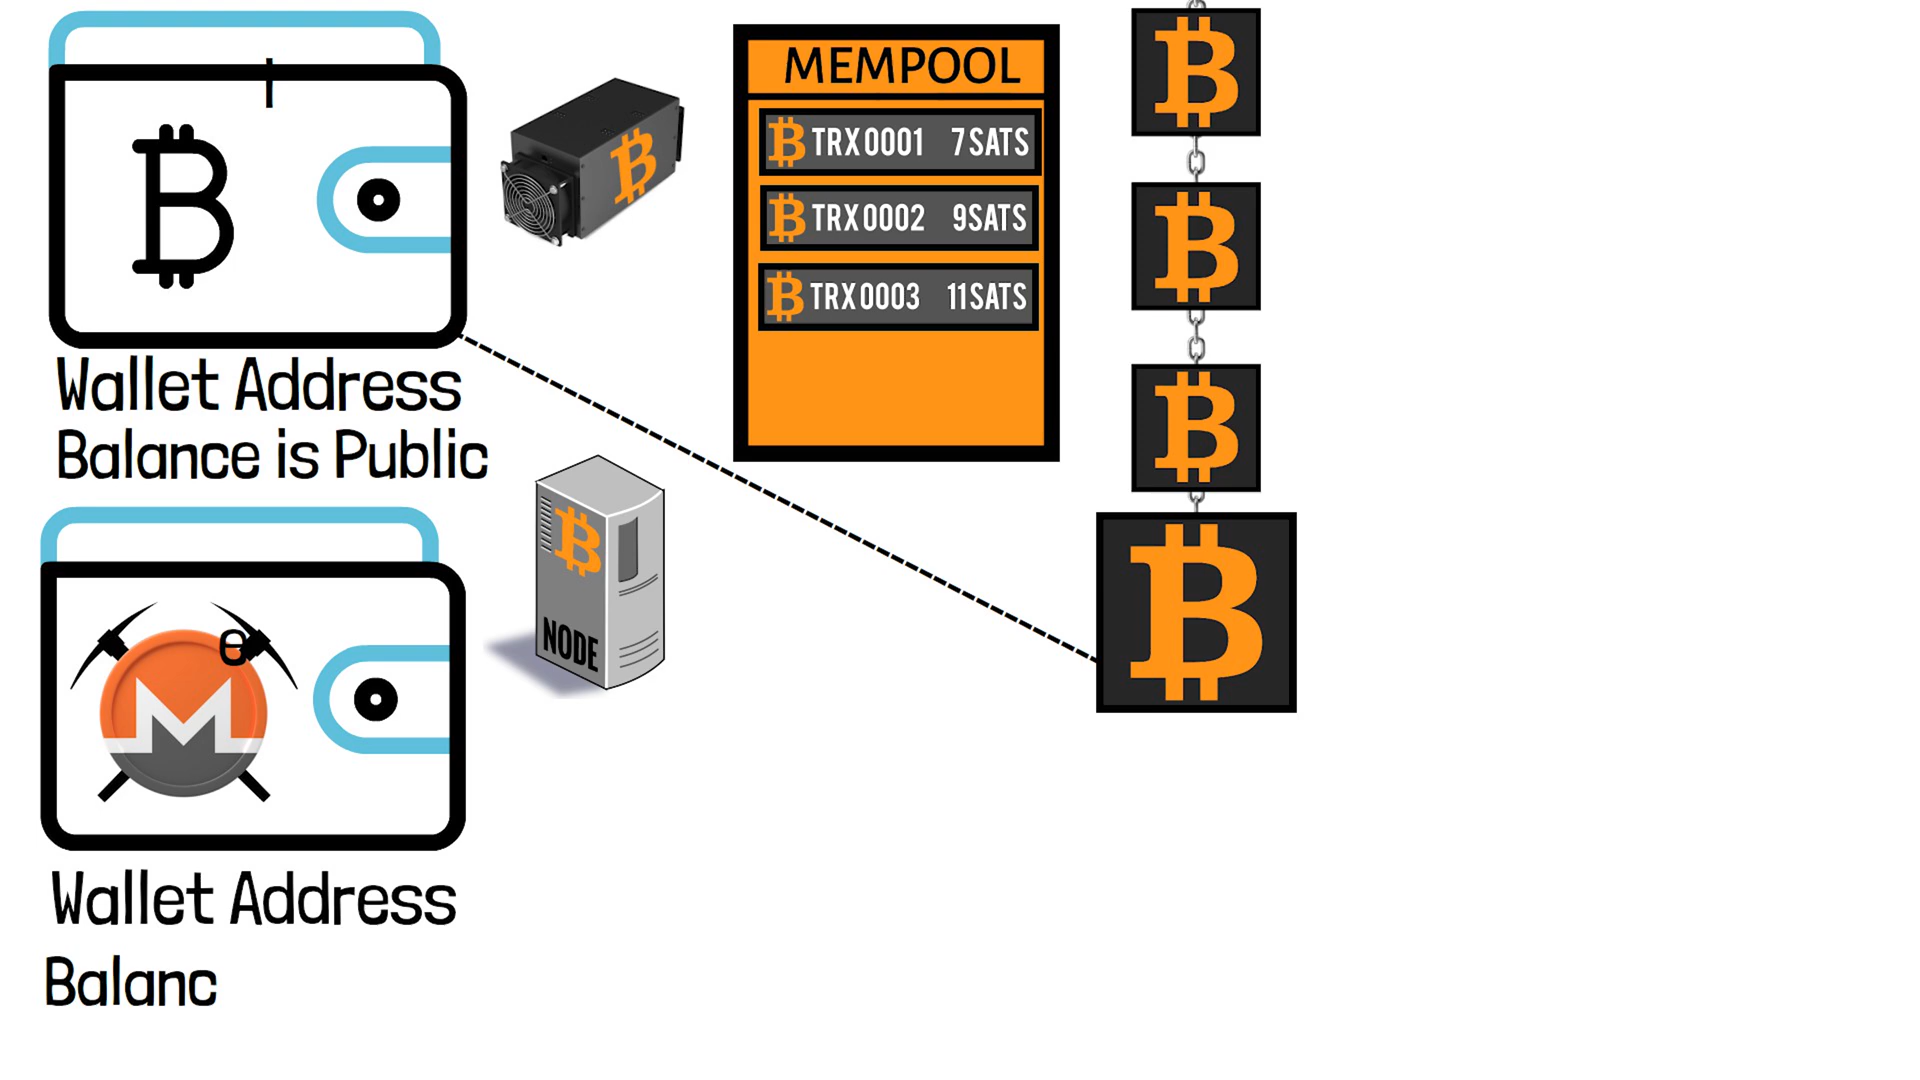 Wallet Address
Balance is Public
MEMPOOL
TRX0001 7SATS
TRX0002 9SATS
TRX0003 11SATS
NODE
e
Wallet Address
Balanc